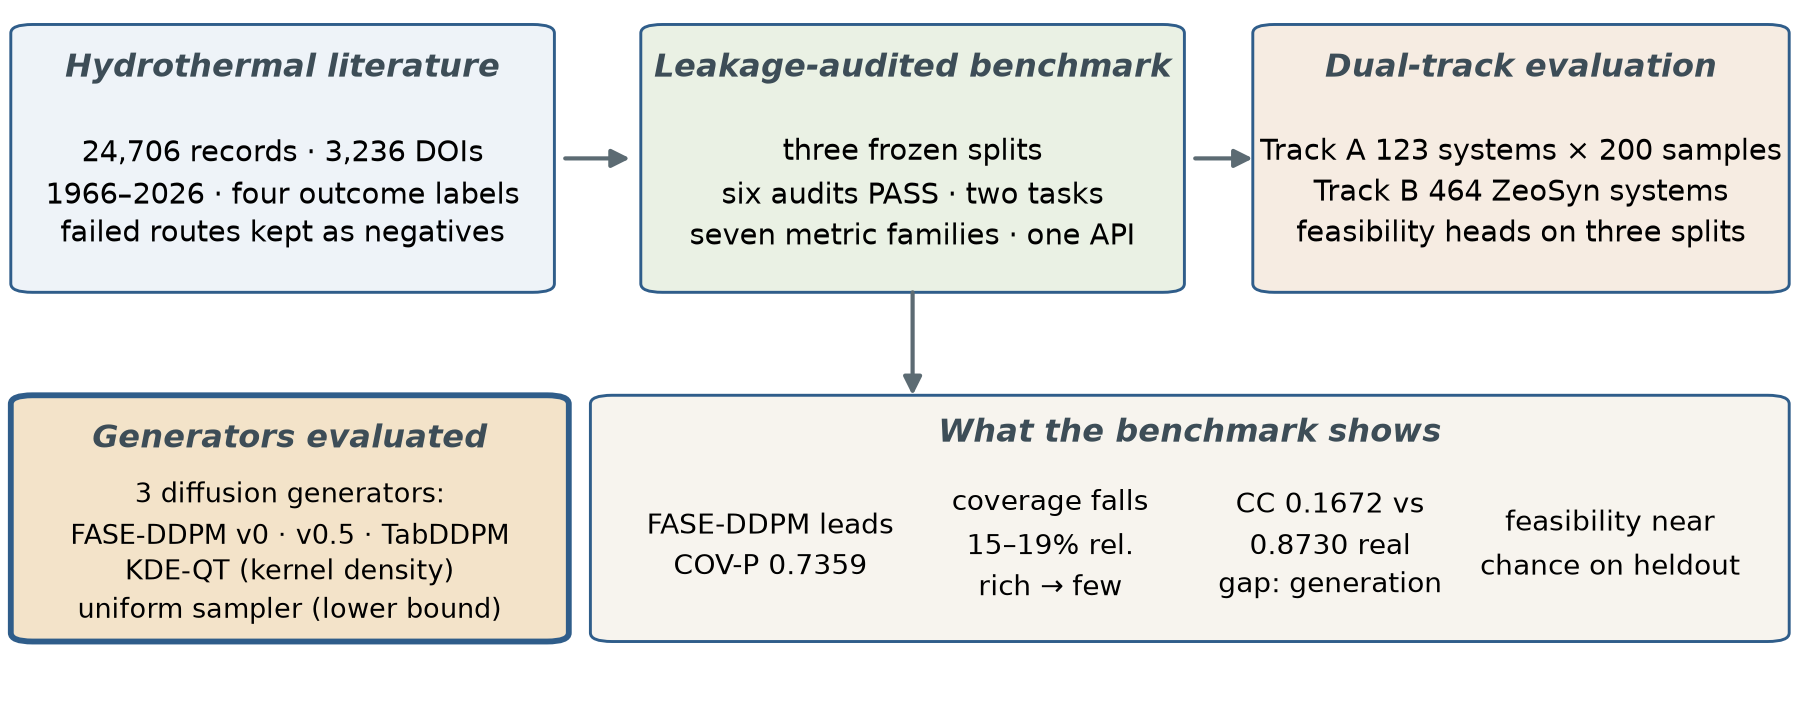 Hydrothermal literature
24,706 records · 3,236 DOIs
1966–2026 · four outcome labels
failed routes kept as negatives
Leakage-audited benchmark
three frozen splits
six audits PASS · two tasks
seven metric families · one API
Dual-track evaluation
Track A 123 systems × 200 samples
Track B 464 ZeoSyn systems
feasibility heads on three splits
Generators evaluated
3 diffusion generators:
FASE-DDPM v0 · v0.5 · TabDDPM
KDE-QT (kernel density)
uniform sampler (lower bound)
What the benchmark shows
FASE-DDPM leads
COV-P 0.7359
coverage falls
15–19% rel.
rich → few
CC 0.1672 vs
0.8730 real
gap: generation
feasibility near
chance on heldout